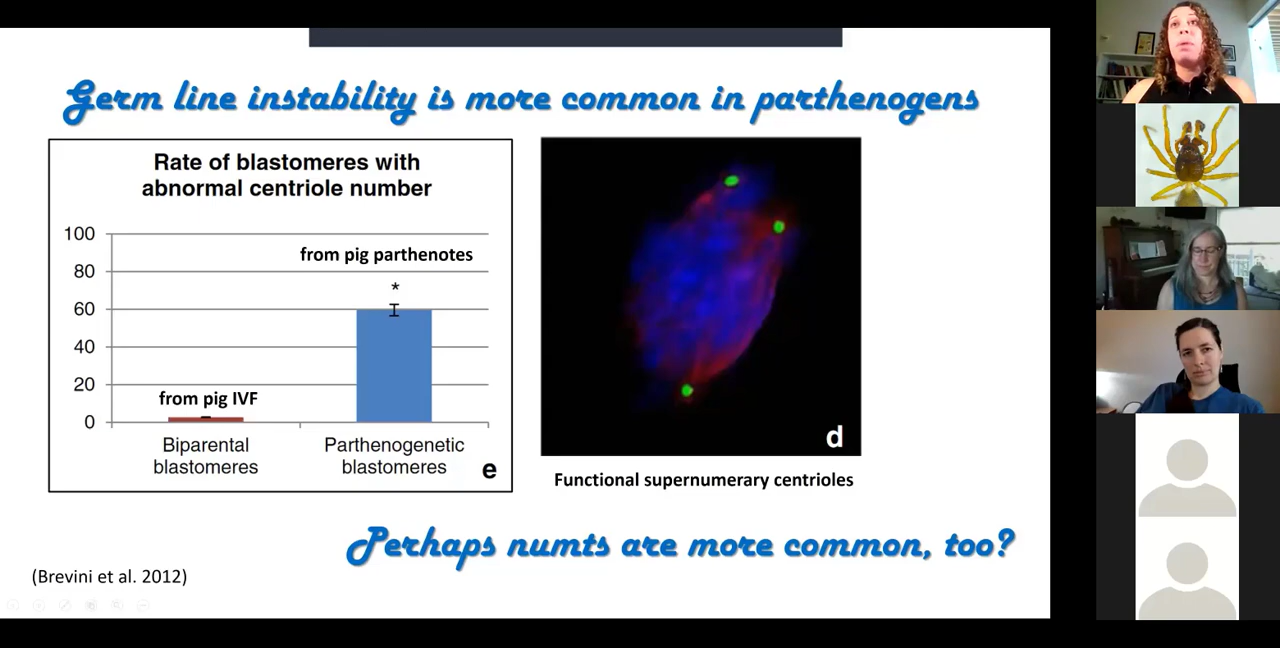 Germ line instability is more common in parthenogens
Rate of blastomeres with
abnormal centriole number
100
80
60
40
20
0
from pig parthenotes
*
from pig IVF
Biparental
blastomeres
Parthenogenetic
blastomeres
e
d
Functional supernumerary centrioles
Perhaps numts are more common, too?
(Brevini et al. 2012)